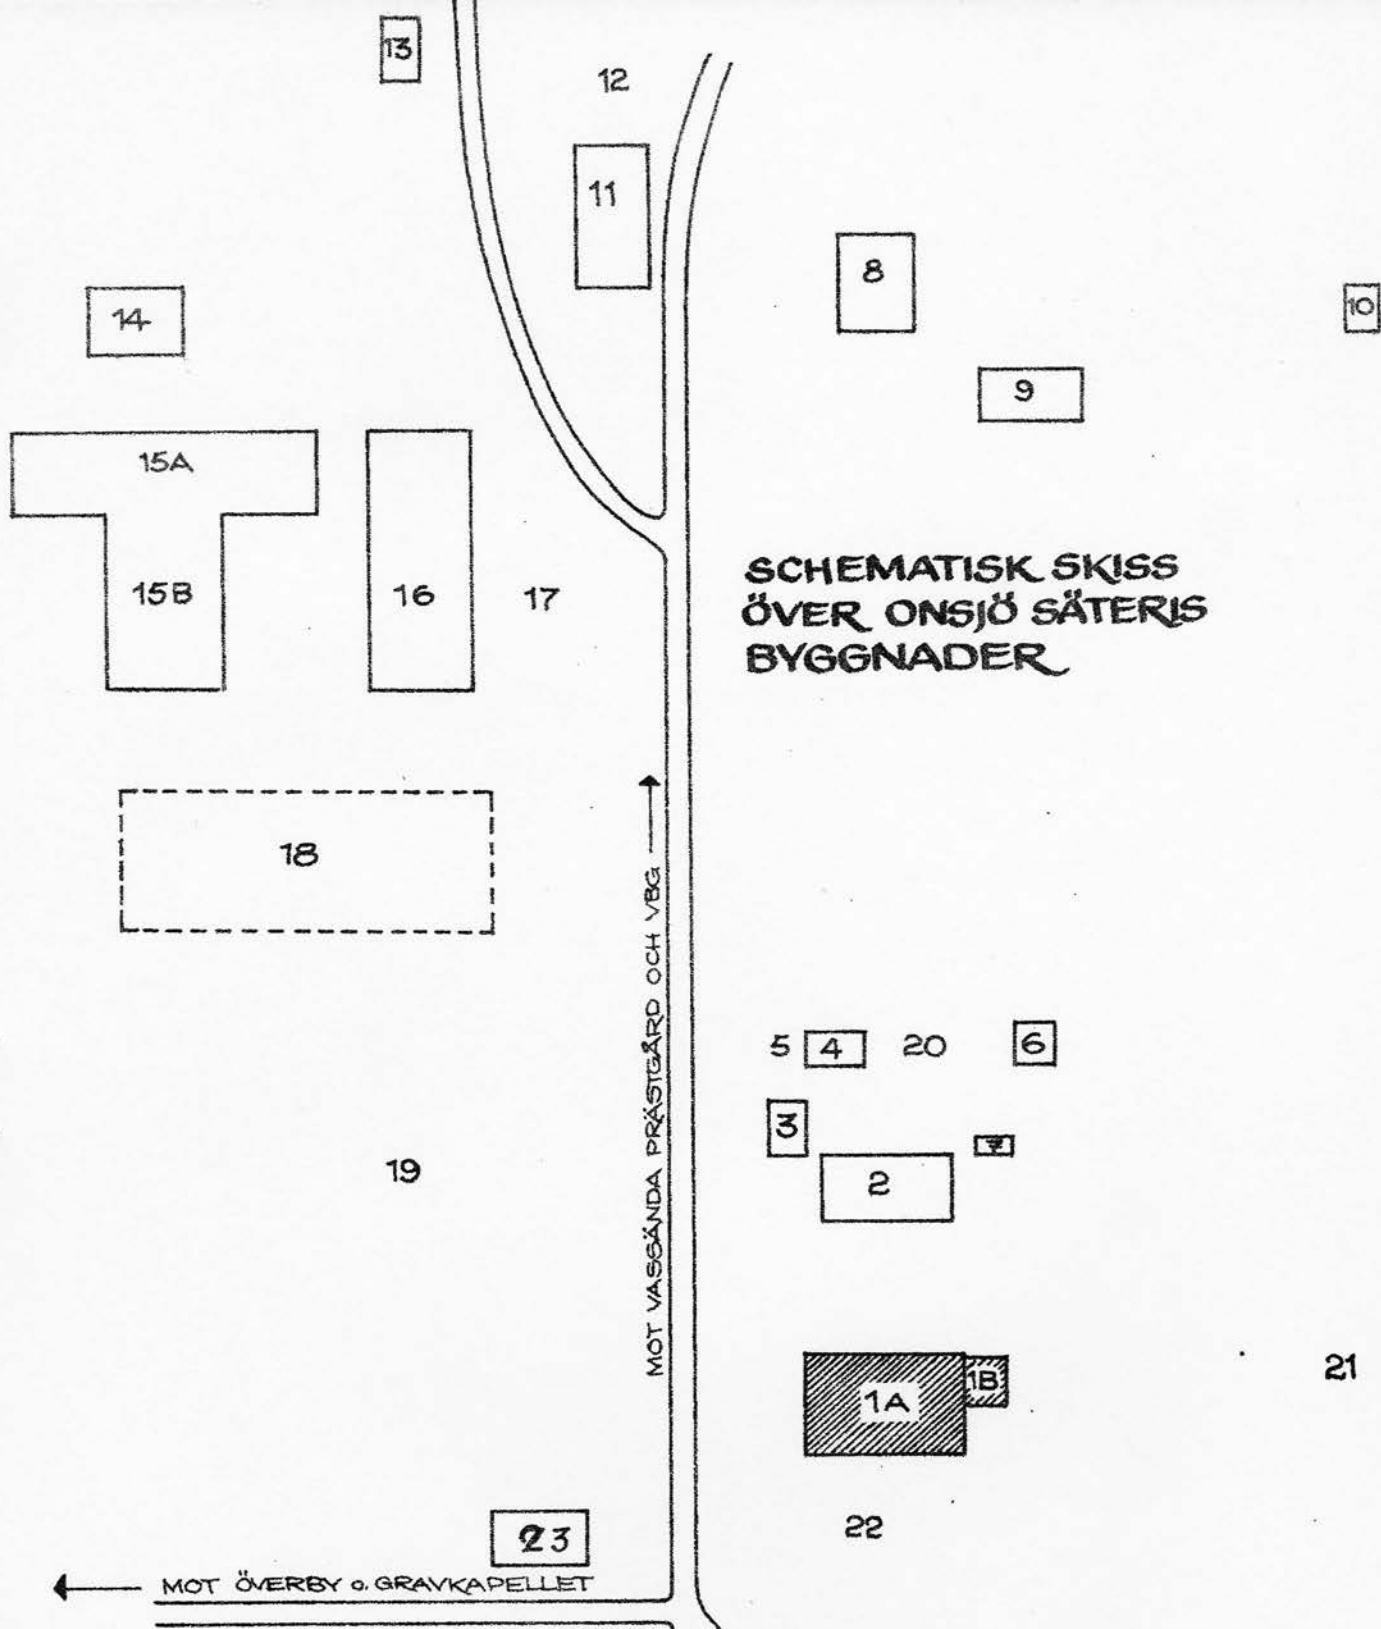 13
12
11
8
10
14
9
15A
15B
16
17
SCHEMATISK SKISS
ÖVER ONSJÖ SÄTERIS
BYGGNADER
18
MOT VASSÄNDA PRÄSTGÅRD OCH VBG
5
4
20
6
3
7
2
19
1A
1B
21
22
23
MOT ÖVERBY o. GRAVKAPELLET